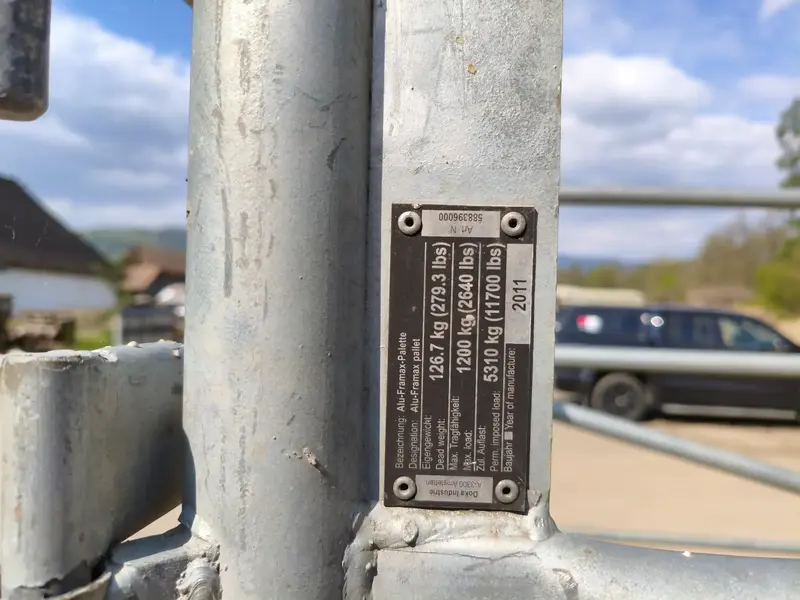 Art. N. 588396000
Bezeichnung: Alu-Framax-Palette
Designation: Alu-Framax pallet
Eigengewicht:
Dead weight: 126.7 kg (279.3 lbs)
Max. Tragfähigkeit:
Max. load: 1200 kg (2640 lbs)
Zul. Auflast:
Perm. imposed load: 5310 kg (11700 lbs)
Baujahr Year of manufacture: 2011
Doka Industrie
A-3300 Amstetten